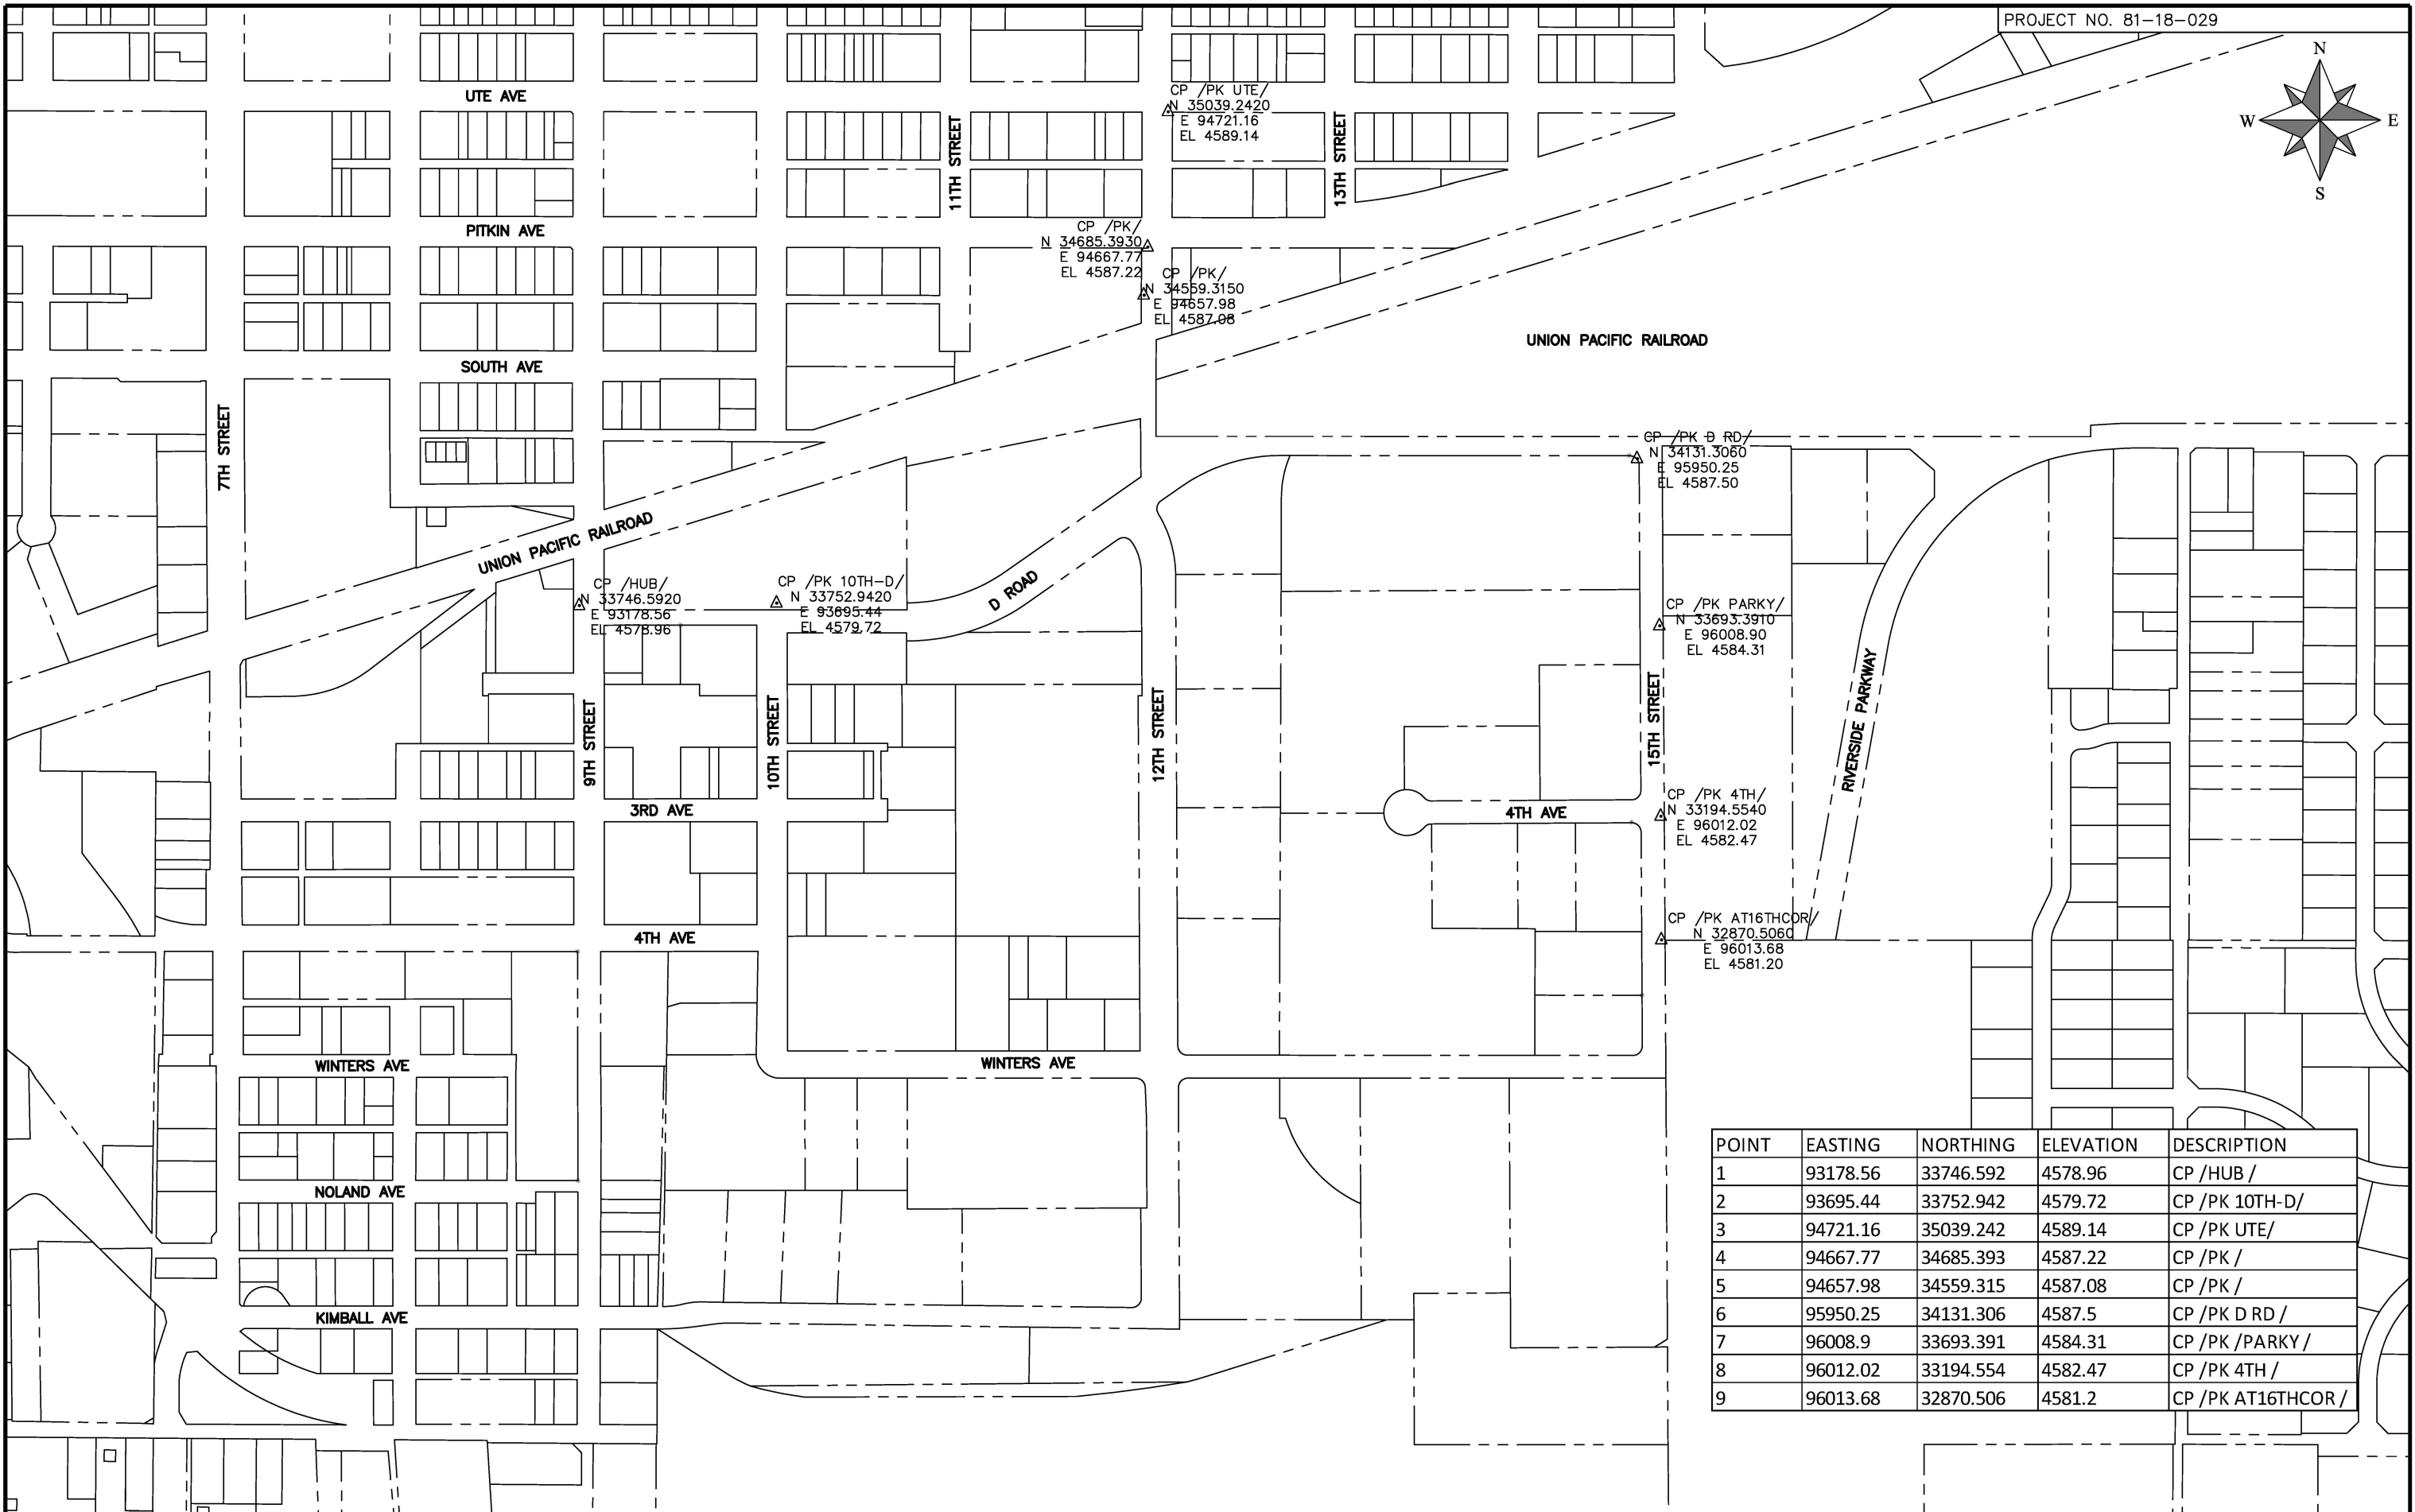 PROJECT NO. 81-18-029
N
W
E
S
UTE AVE
CP /PK UTE/
N 35039.2420
E 94721.16
EL 4589.14
11TH STREET
13TH STREET
PITKIN AVE
CP /PK/
N 34685.3930
E 94667.77
EL 4587.22
CP /PK/
N 34559.3150
E 94657.98
EL 4587.08
UNION PACIFIC RAILROAD
SOUTH AVE
7TH STREET
CP /PK D RD/
N 34131.3060
E 95950.25
EL 4587.50
UNION PACIFIC RAILROAD
CP /HUB/
N 33746.5920
E 93178.56
EL 4578.96
CP /PK 10TH-D/
N 33752.9420
E 93695.44
EL 4579.72
D ROAD
CP /PK PARKY/
N 33693.3910
E 96008.90
EL 4584.31
9TH STREET
10TH STREET
12TH STREET
15TH STREET
RIVERSIDE PARKWAY
3RD AVE
4TH AVE
CP /PK 4TH/
N 33194.5540
E 96012.02
EL 4582.47
4TH AVE
CP /PK AT16THCOR/
N 32870.5060
E 96013.68
EL 4581.20
WINTERS AVE
WINTERS AVE
NOLAND AVE
KIMBALL AVE
POINT EASTING NORTHING ELEVATION DESCRIPTION
1 93178.56 33746.592 4578.96 CP /HUB /
2 93695.44 33752.942 4579.72 CP /PK 10TH-D/
3 94721.16 35039.242 4589.14 CP /PK UTE/
4 94667.77 34685.393 4587.22 CP /PK /
5 94657.98 34559.315 4587.08 CP /PK /
6 95950.25 34131.306 4587.5 CP /PK D RD /
7 96008.9 33693.391 4584.31 CP /PK /PARKY /
8 96012.02 33194.554 4582.47 CP /PK 4TH /
9 96013.68 32870.506 4581.2 CP /PK AT16THCOR /